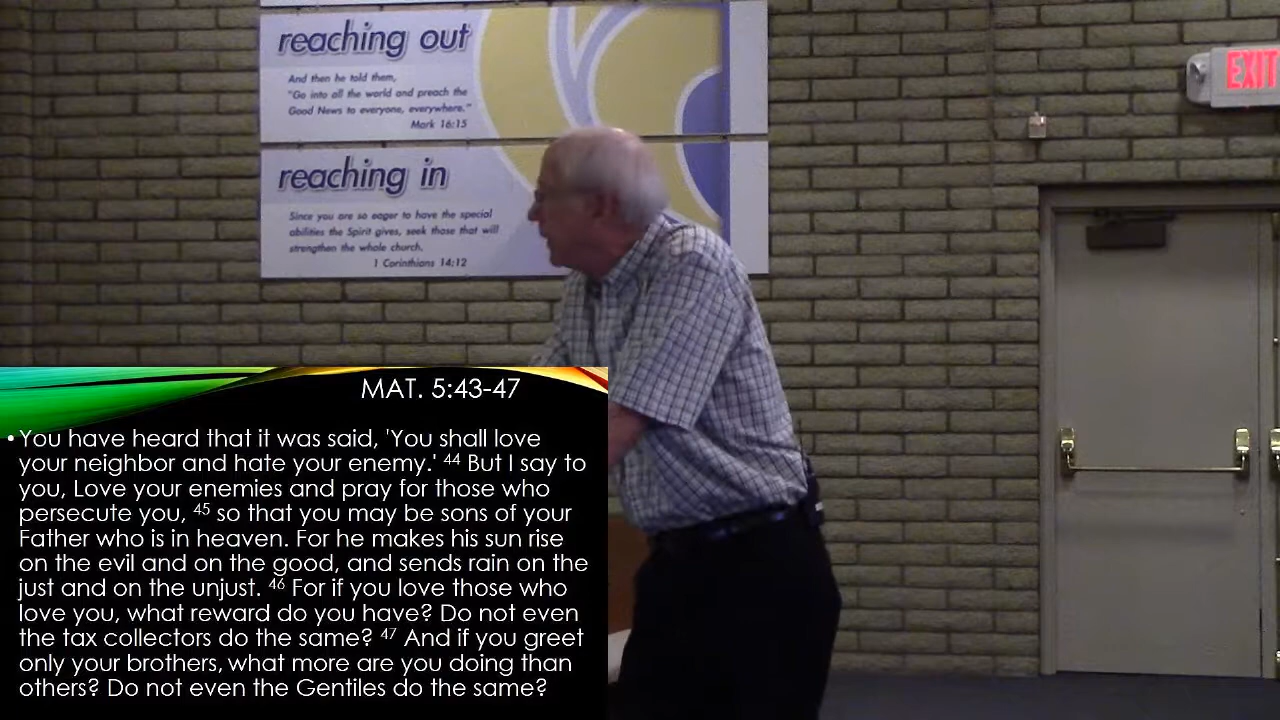 reaching out
And then he told them,
"Go into all the world and preach the
Good News to everyone, everywhere."
Mark 16:15
reaching in
Since you are so eager to have the special
abilities the Spirit gives, seek those that will
strengthen the whole church.
1 Corinthians 14:12
EXIT
MAT. 5:43-47
• You have heard that it was said, 'You shall love
your neighbor and hate your enemy.' 44 But I say to
you, Love your enemies and pray for those who
persecute you, 45 so that you may be sons of your
Father who is in heaven. For he makes his sun rise
on the evil and on the good, and sends rain on the
just and on the unjust. 46 For if you love those who
love you, what reward do you have? Do not even
the tax collectors do the same? 47 And if you greet
only your brothers, what more are you doing than
others? Do not even the Gentiles do the same?